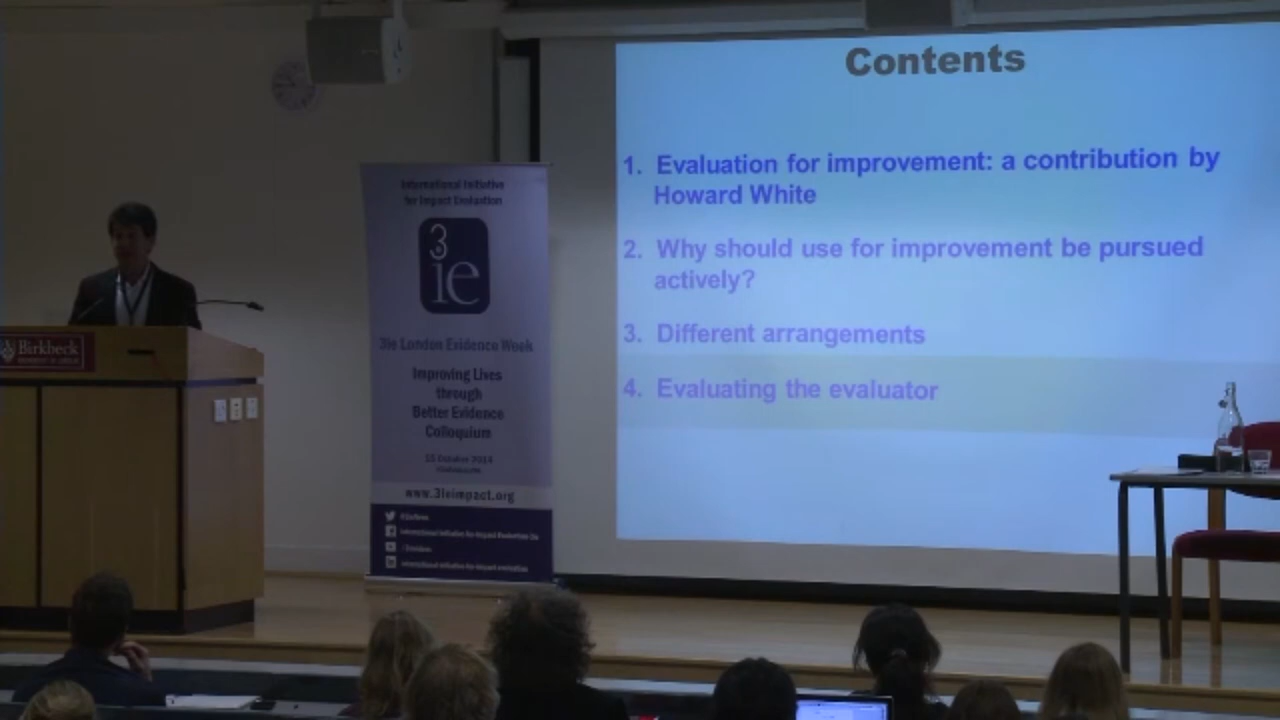 Contents
1. Evaluation for improvement: a contribution by
Howard White
2. Why should use for improvement be pursued
actively?
3. Different arrangements
4. Evaluating the evaluator
International Initiative
for Impact Evaluation
3
ie
3ie London Evidence Week
Improving Lives
through
Better Evidence
Colloquium
www.3ieimpact.org
Birkbeck